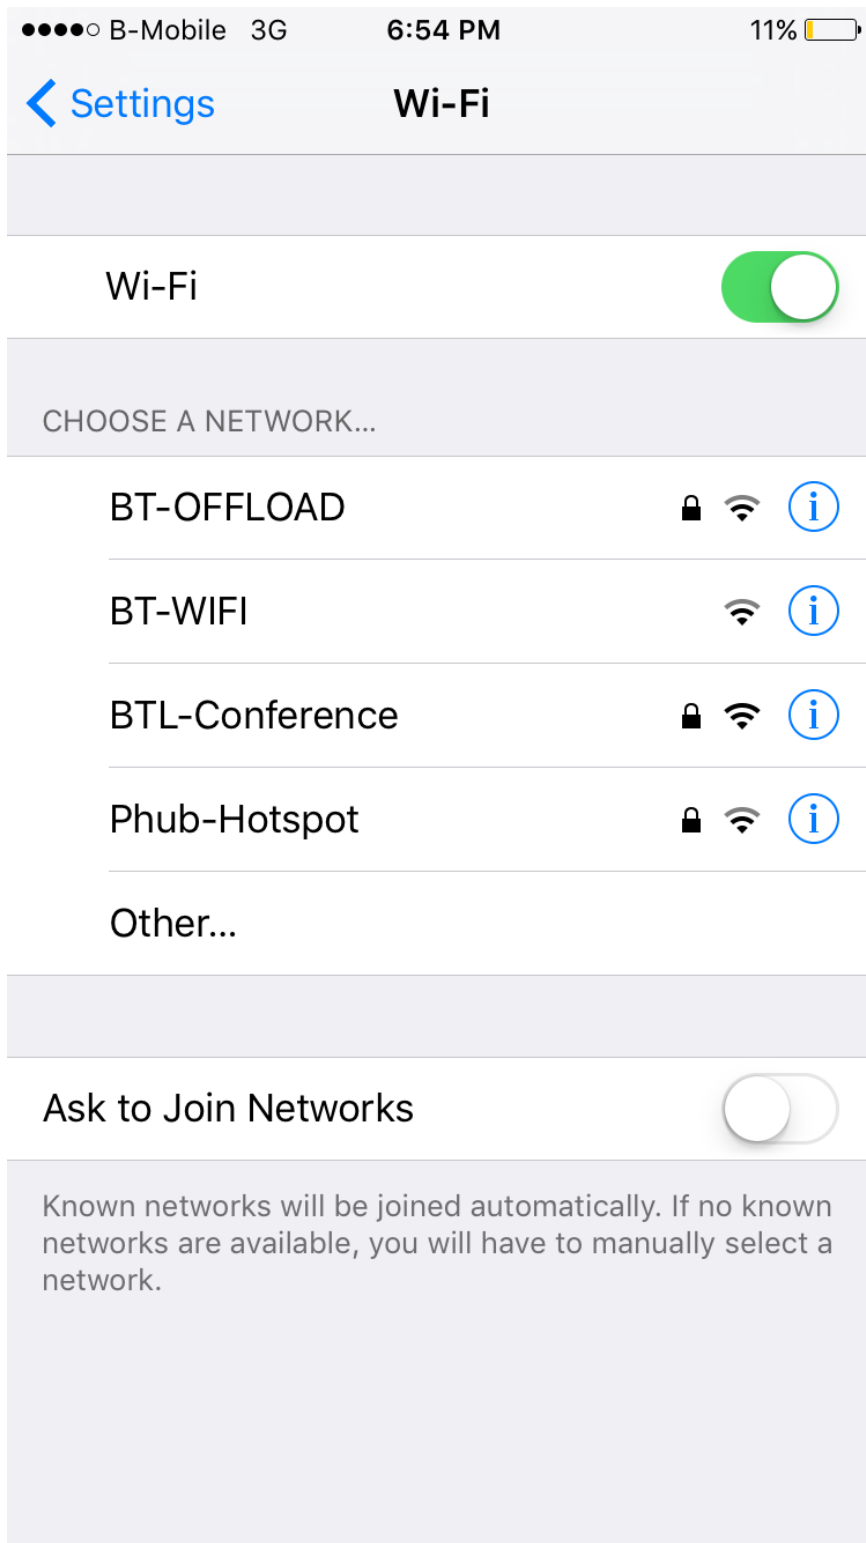 B-Mobile 3G 6:54 PM 11%
Settings Wi-Fi
Wi-Fi
CHOOSE A NETWORK...
BT-OFFLOAD
BT-WIFI
BTL-Conference
Phub-Hotspot
Other...
Ask to Join Networks
Known networks will be joined automatically. If no known
networks are available, you will have to manually select a
network.